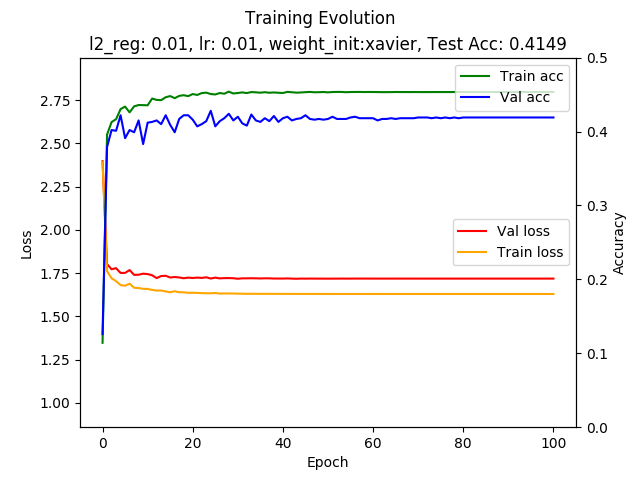 Training Evolution
l2_reg: 0.01, lr: 0.01, weight_init:xavier, Test Acc: 0.4149
Train acc
Val acc
Val loss
Train loss
Loss
2.75
2.50
2.25
2.00
1.75
1.50
1.25
1.00
Accuracy
0.5
0.4
0.3
0.2
0.1
0.0
0 20 40 60 80 100
Epoch